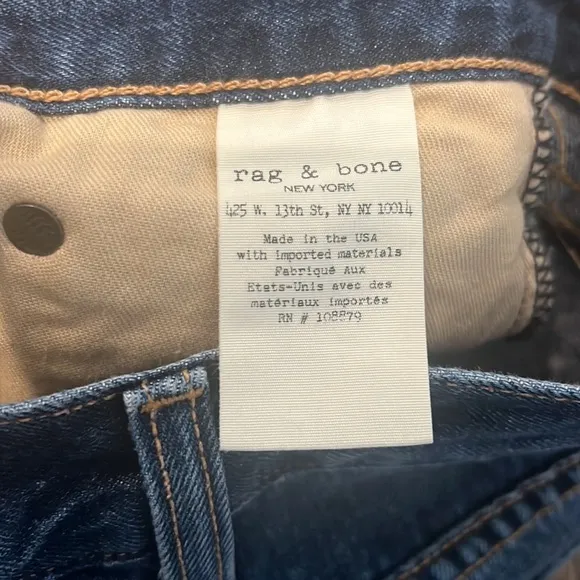 rag & bone
NEW YORK
425 W. 13th St, NY NY 10014
Made in the USA
with imported materials
Fabriqué Aux
Etats-Unis avec des
matériaux importés
RN # 108879